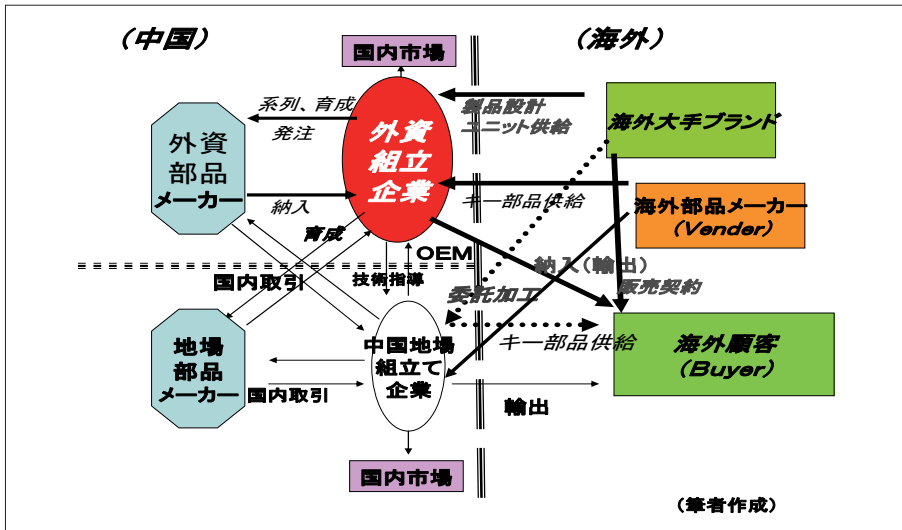 （中国）
（海外）
国内市場
系列、育成
発注
外資
部品
メーカー
納入
外資
組立
企業
製品設計
ユニット供給
海外大手ブランド
キー部品供給
海外部品メーカー
(Vender)
育成
OEM
国内取引
技術指導
納入（輸出）
委託加工
販売契約
地場
部品
メーカー
国内取引
中国地場
組立て
企業
キー部品供給
海外顧客
(Buyer)
輸出
国内市場
（筆者作成）